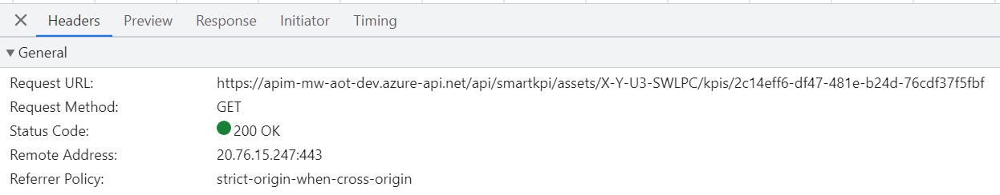 Headers Preview Response Initiator Timing
General
Request URL: https://apim-mw-aot-dev.azure-api.net/api/smartkpi/assets/X-Y-U3-SWLPC/kpis/2c14eff6-df47-481e-b24d-76cdf37f5fbf
Request Method: GET
Status Code: 200 OK
Remote Address: 20.76.15.247:443
Referrer Policy: strict-origin-when-cross-origin